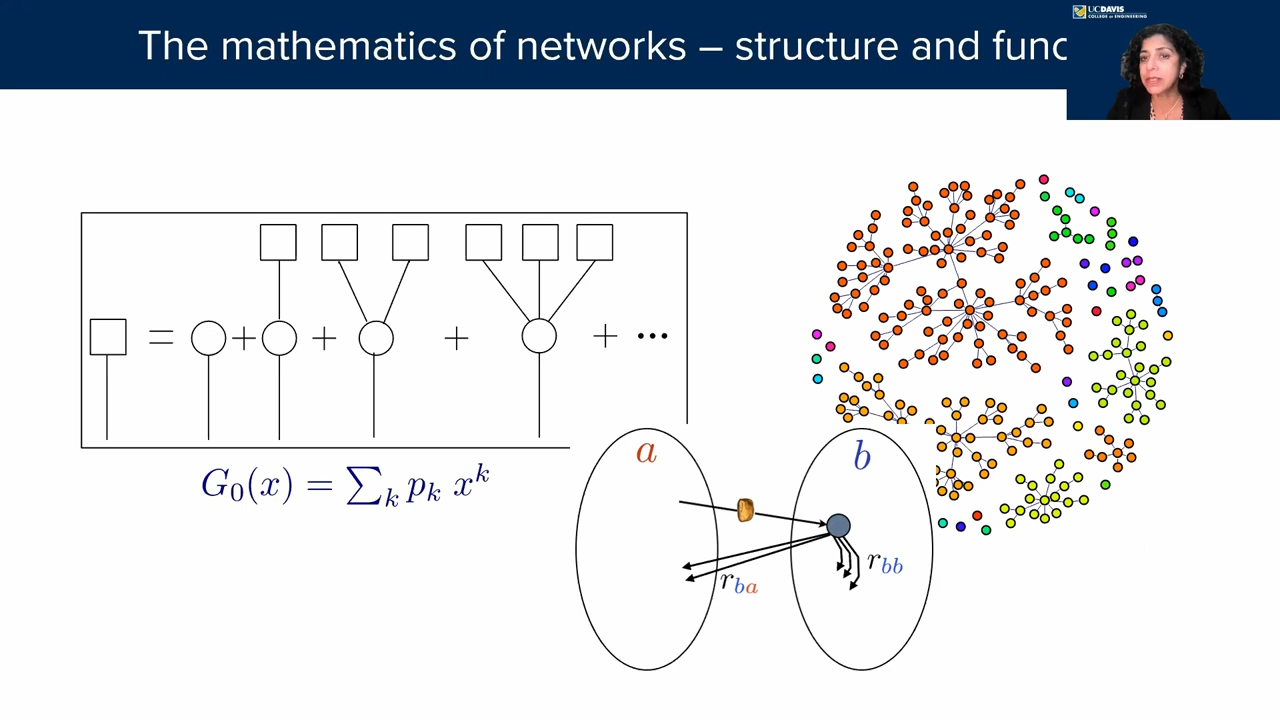 The mathematics of networks – structure and func
UCDAVIS
COLLEGE of ENGINEERING
= + + + + ...
G₀(x) = ∑ₖ pₖ xᵏ
a
b
r_ba
r_bb